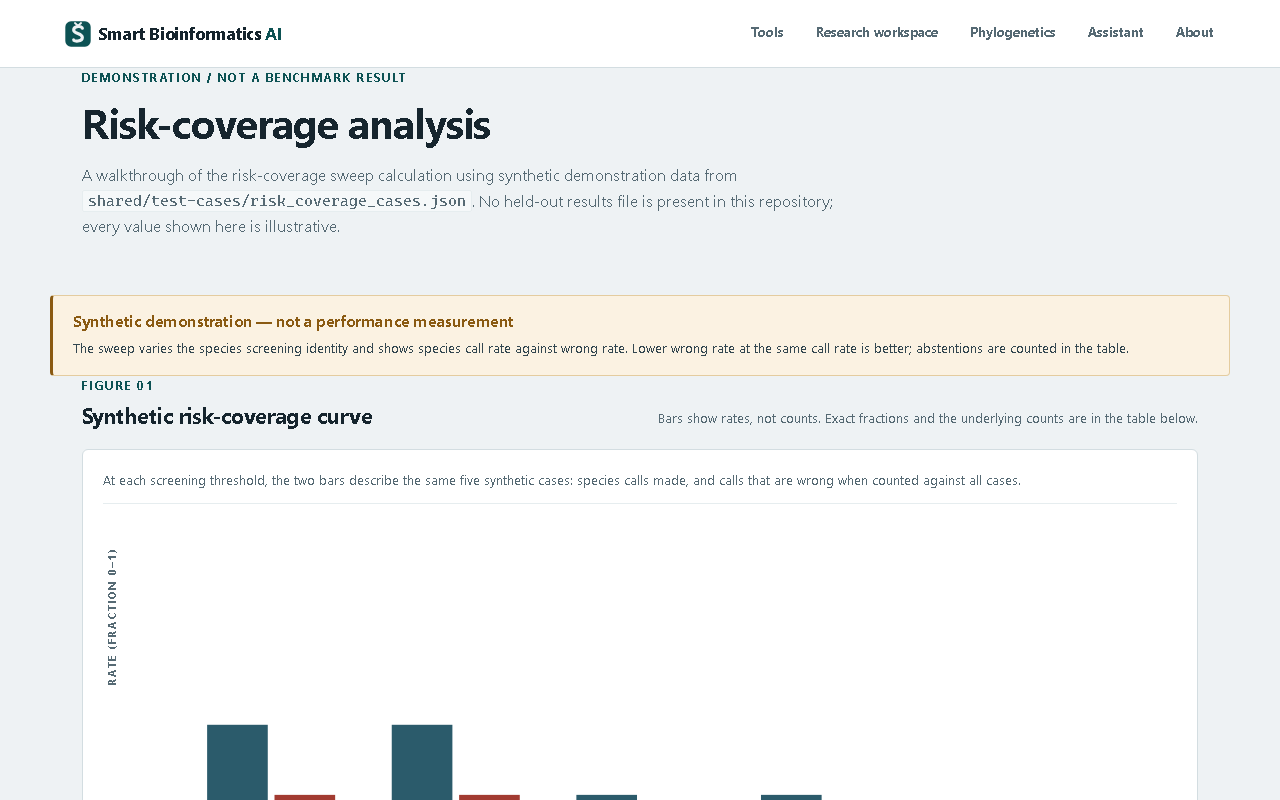 Š Smart Bioinformatics AI
Tools Research workspace Phylogenetics Assistant About
DEMONSTRATION / NOT A BENCHMARK RESULT
Risk-coverage analysis
A walkthrough of the risk-coverage sweep calculation using synthetic demonstration data from
shared/test-cases/risk_coverage_cases.json. No held-out results file is present in this repository;
every value shown here is illustrative.
Synthetic demonstration — not a performance measurement
The sweep varies the species screening identity and shows species call rate against wrong rate. Lower wrong rate at the same call rate is better; abstentions are counted in the table.
FIGURE 01
Synthetic risk-coverage curve
Bars show rates, not counts. Exact fractions and the underlying counts are in the table below.
At each screening threshold, the two bars describe the same five synthetic cases: species calls made, and calls that are wrong when counted against all cases.
RATE (FRACTION 0–1)